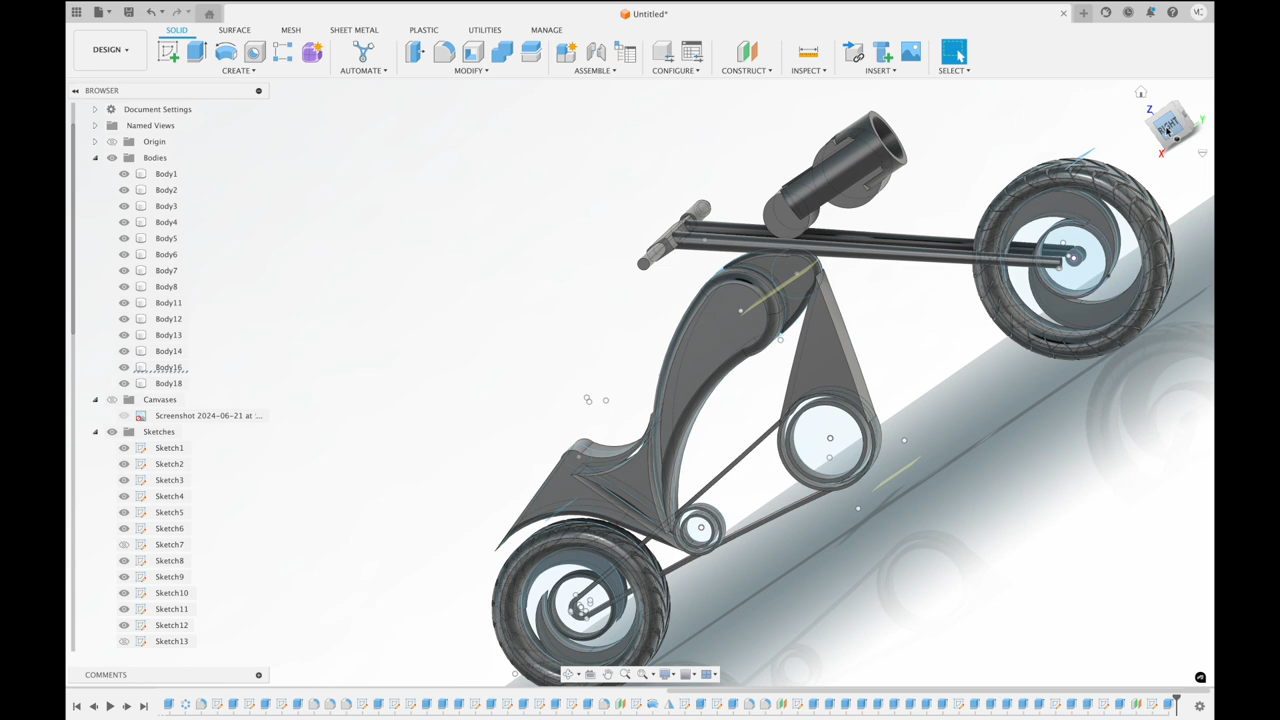 Untitled*
MC
DESIGN
SOLID SURFACE MESH SHEET METAL PLASTIC UTILITIES MANAGE
CREATE AUTOMATE MODIFY ASSEMBLE CONFIGURE CONSTRUCT INSPECT INSERT SELECT
BROWSER
Document Settings
Named Views
Origin
Bodies
Body1
Body2
Body3
Body4
Body5
Body6
Body7
Body8
Body11
Body12
Body13
Body14
Body16
Body18
Canvases
Screenshot 2024-06-21 at ...
Sketches
Sketch1
Sketch2
Sketch3
Sketch4
Sketch5
Sketch6
Sketch7
Sketch8
Sketch9
Sketch10
Sketch11
Sketch12
Sketch13
COMMENTS
Z
Y
RIGHT
X